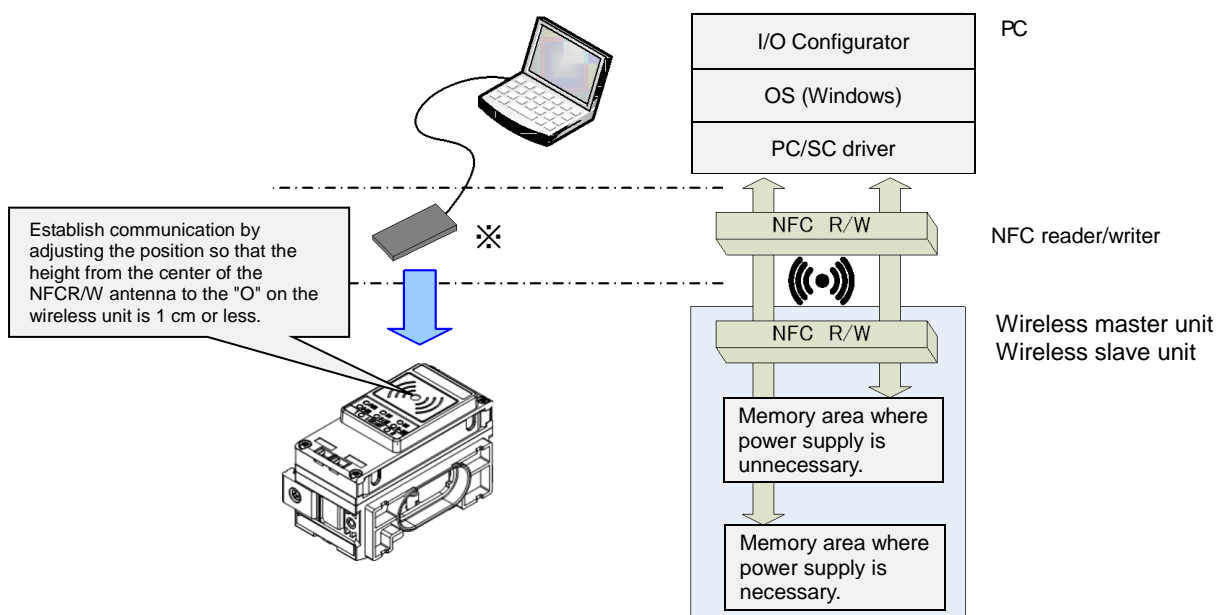 I/O Configurator
PC
OS (Windows)
PC/SC driver
Establish communication by
adjusting the position so that the
height from the center of the
NFCR/W antenna to the "O" on the
wireless unit is 1 cm or less.
※
NFC R/W
NFC reader/writer
NFC R/W
Wireless master unit
Wireless slave unit
Memory area where
power supply is
unnecessary.
Memory area where
power supply is
necessary.